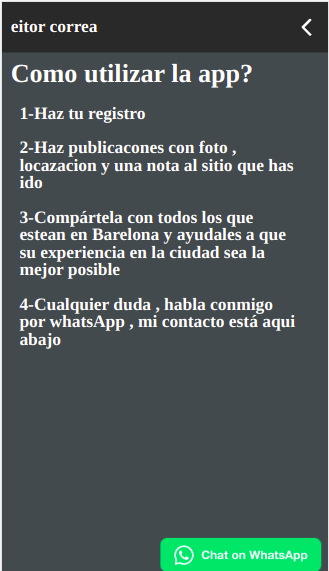 eitor correa
Como utilizar la app?
1-Haz tu registro
2-Haz publicacones con foto ,
locazacion y una nota al sitio que has
ido
3-Compártela con todos los que
estean en Barelona y ayudales a que
su experiencia en la ciudad sea la
mejor posible
4-Cualquier duda , habla conmigo
por whatsApp , mi contacto está aqui
abajo
Chat on WhatsApp